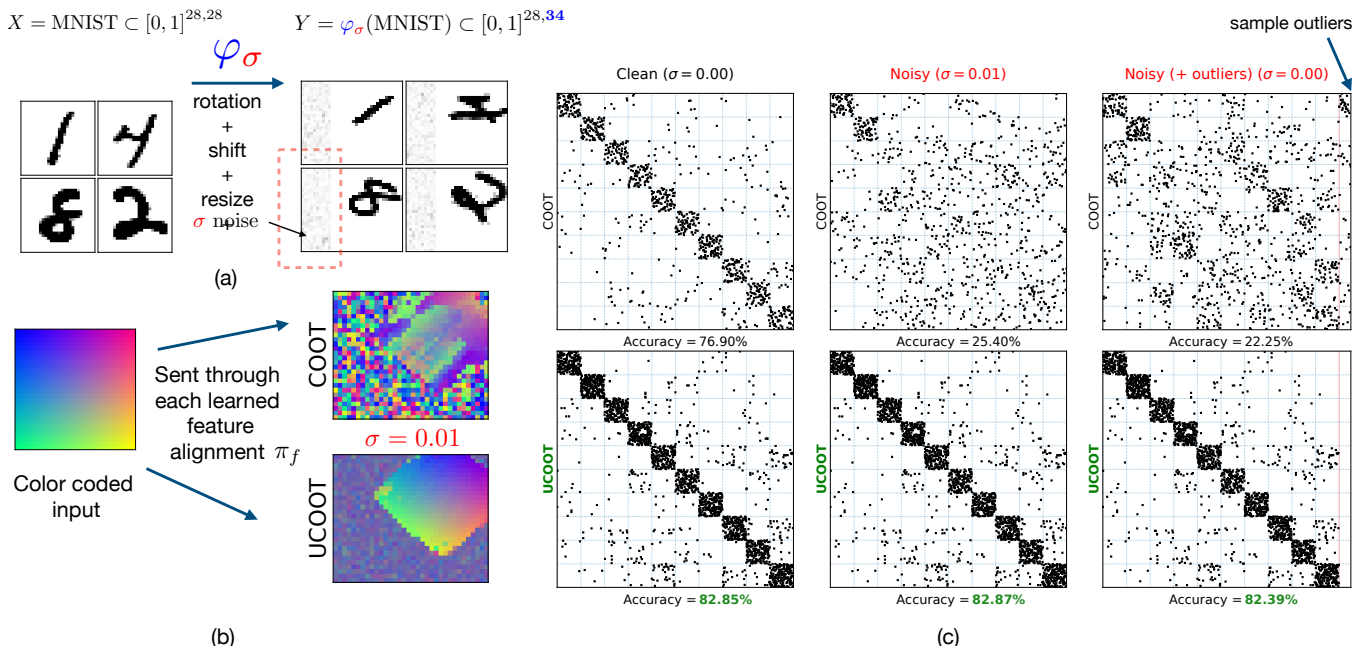 X = MNIST ⊂ [0, 1]^{28,28}
Y = φ_σ(MNIST) ⊂ [0, 1]^{28,34}
φ_σ
rotation
+
shift
+
resize
+
σ noise
(a)
Color coded
input
Sent through
each learned
feature
alignment π_f
COOT
σ = 0.01
UCOOT
(b)
sample outliers
Clean (σ = 0.00)
Noisy (σ = 0.01)
Noisy (+ outliers) (σ = 0.00)
COOT
COOT
COOT
Accuracy = 76.90%
Accuracy = 25.40%
Accuracy = 22.25%
UCOOT
UCOOT
UCOOT
Accuracy = 82.85%
Accuracy = 82.87%
Accuracy = 82.39%
(c)